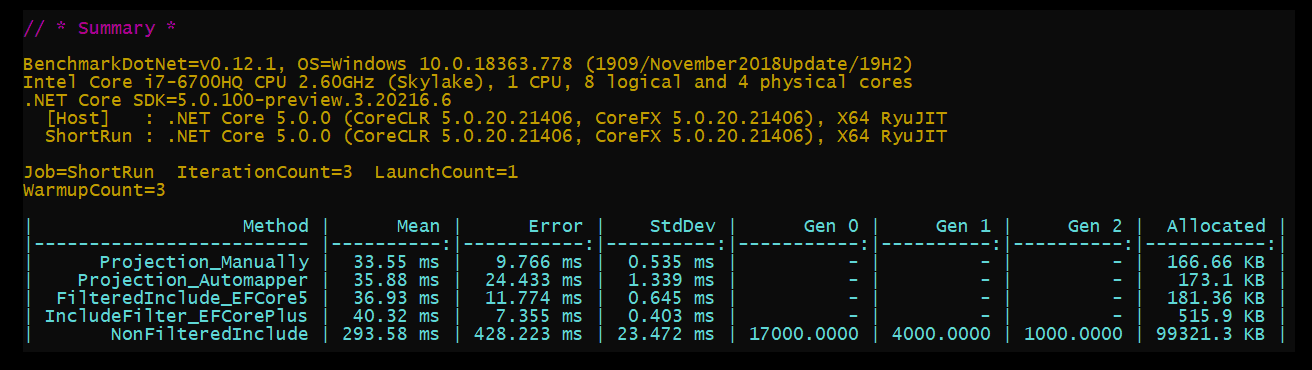 // * Summary *
BenchmarkDotNet=v0.12.1, OS=Windows 10.0.18363.778 (1909/November2018Update/19H2)
Intel Core i7-6700HQ CPU 2.60GHz (Skylake), 1 CPU, 8 logical and 4 physical cores
.NET Core SDK=5.0.100-preview.3.20216.6
  [Host]   : .NET Core 5.0.0 (CoreCLR 5.0.20.21406, CoreFX 5.0.20.21406), X64 RyuJIT
  ShortRun : .NET Core 5.0.0 (CoreCLR 5.0.20.21406, CoreFX 5.0.20.21406), X64 RyuJIT
Job=ShortRun  IterationCount=3  LaunchCount=1
WarmupCount=3
|                   Method |      Mean |      Error |    StdDev |      Gen 0 |     Gen 1 |     Gen 2 |  Allocated |
|------------------------- |----------:|-----------:|----------:|-----------:|----------:|----------:|-----------:|
|      Projection_Manually |  33.55 ms |   9.766 ms |  0.535 ms |          - |         - |         - |  166.66 KB |
|    Projection_Automapper |  35.88 ms |  24.433 ms |  1.339 ms |          - |         - |         - |   173.1 KB |
|  FilteredInclude_EFCore5 |  36.93 ms |  11.774 ms |  0.645 ms |          - |         - |         - |  181.36 KB |
| IncludeFilter_EFCorePlus |  40.32 ms |   7.355 ms |  0.403 ms |          - |         - |         - |   515.9 KB |
|       NonFilteredInclude | 293.58 ms | 428.223 ms | 23.472 ms | 17000.0000 | 4000.0000 | 1000.0000 | 99321.3 KB |